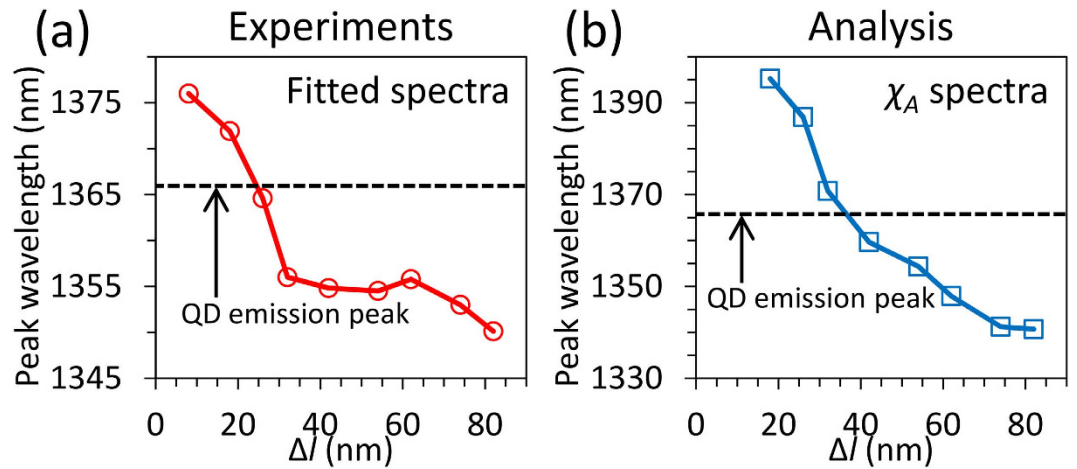 (a) Experiments
Peak wavelength (nm)
1375
1365
1355
1345
Fitted spectra
QD emission peak
0 20 40 60 80
Δl (nm)
(b) Analysis
Peak wavelength (nm)
1390
1370
1350
1330
χA spectra
QD emission peak
0 20 40 60 80
Δl (nm)